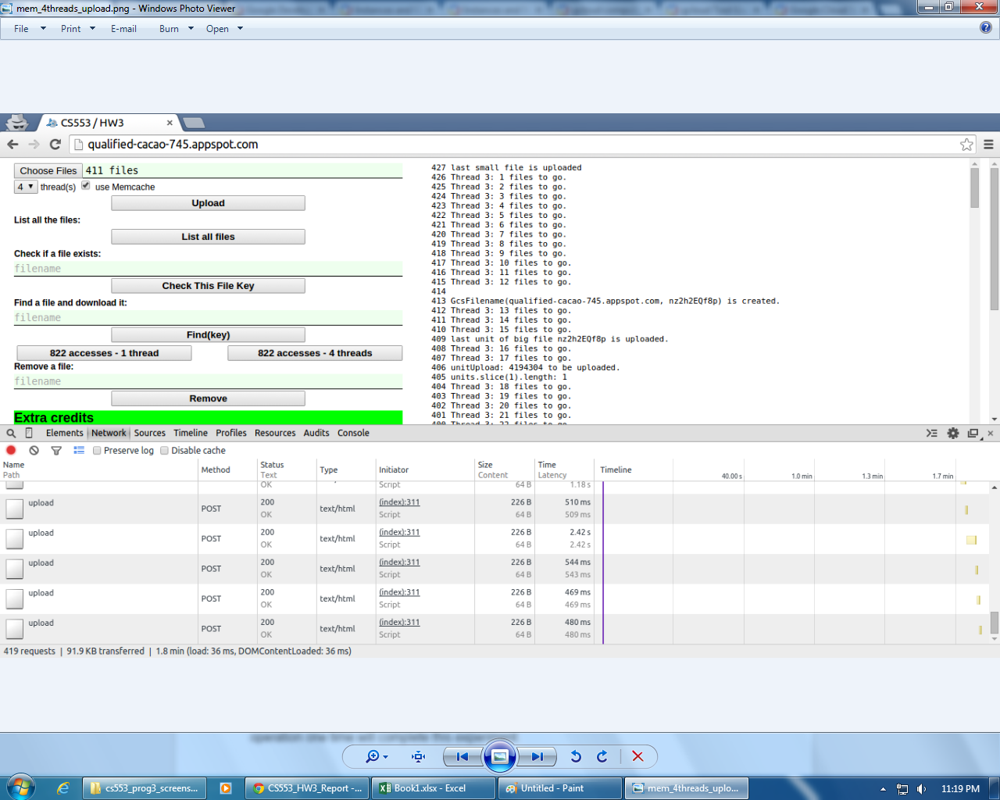 mem_4threads_upload.png - Windows Photo Viewer
File Print E-mail Burn Open
CS553 / HW3
qualified-cacao-745.appspot.com
Choose Files 411 files
4 thread(s) use Memcache
Upload
List all the files:
List all files
Check if a file exists:
filename
Check This File Key
Find a file and download it:
filename
Find(key)
822 accesses - 1 thread 822 accesses - 4 threads
Remove a file:
filename
Remove
Extra credits
427 last small file is uploaded
426 Thread 3: 1 files to go.
425 Thread 3: 2 files to go.
424 Thread 3: 3 files to go.
423 Thread 3: 4 files to go.
422 Thread 3: 5 files to go.
421 Thread 3: 6 files to go.
420 Thread 3: 7 files to go.
419 Thread 3: 8 files to go.
418 Thread 3: 9 files to go.
417 Thread 3: 10 files to go.
416 Thread 3: 11 files to go.
415 Thread 3: 12 files to go.
414
413 GcsFilename(qualified-cacao-745.appspot.com, nz2h2EQf8p) is created.
412 Thread 3: 13 files to go.
411 Thread 3: 14 files to go.
410 Thread 3: 15 files to go.
409 last unit of big file nz2h2EQf8p is uploaded.
408 Thread 3: 16 files to go.
407 Thread 3: 17 files to go.
406 unitUpload: 4194304 to be uploaded.
405 units.slice(1).length: 1
404 Thread 3: 18 files to go.
403 Thread 3: 19 files to go.
402 Thread 3: 20 files to go.
401 Thread 3: 21 files to go.
400 Thread 3: 22 files to go.
Elements Network Sources Timeline Profiles Resources Audits Console
Preserve log Disable cache
Name Method Status Type Initiator Size Time Timeline
Path Text Content Latency 40.00 s 1.0 min 1.3 min 1.7 min
OK Script 64 B 1.18 s
upload POST 200 text/html (index):311 226 B 510 ms
OK Script 64 B 509 ms
upload POST 200 text/html (index):311 226 B 2.42 s
OK Script 64 B 2.42 s
upload POST 200 text/html (index):311 226 B 544 ms
OK Script 64 B 543 ms
upload POST 200 text/html (index):311 226 B 469 ms
OK Script 64 B 469 ms
upload POST 200 text/html (index):311 226 B 480 ms
OK Script 64 B 480 ms
419 requests | 91.9 KB transferred | 1.8 min (load: 36 ms, DOMContentLoaded: 36 ms)
operation one time will complete this experiment
cs553_prog3_screens... CS553_HW3_Report -... Book1.xlsx - Excel Untitled - Paint mem_4threads_uplo... 11:19 PM